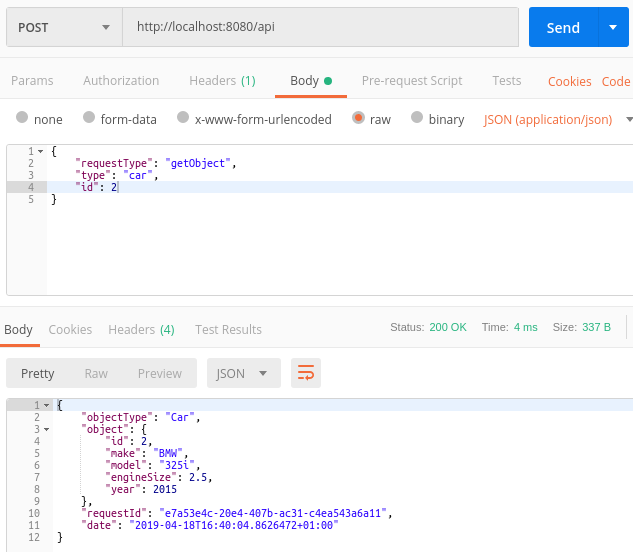 POST http://localhost:8080/api Send
Params Authorization Headers (1) Body Pre-request Script Tests Cookies Code
none form-data x-www-form-urlencoded raw binary JSON (application/json)
1 {
2 "requestType": "getObject",
3 "type": "car",
4 "id": 2
5 }
Body Cookies Headers (4) Test Results Status: 200 OK Time: 4 ms Size: 337 B
Pretty Raw Preview JSON
1 {
2 "objectType": "Car",
3 "object": {
4 "id": 2,
5 "make": "BMW",
6 "model": "325i",
7 "engineSize": 2.5,
8 "year": 2015
9 },
10 "requestId": "e7a53e4c-20e4-407b-ac31-c4ea543a6a11",
11 "date": "2019-04-18T16:40:04.8626472+01:00"
12 }